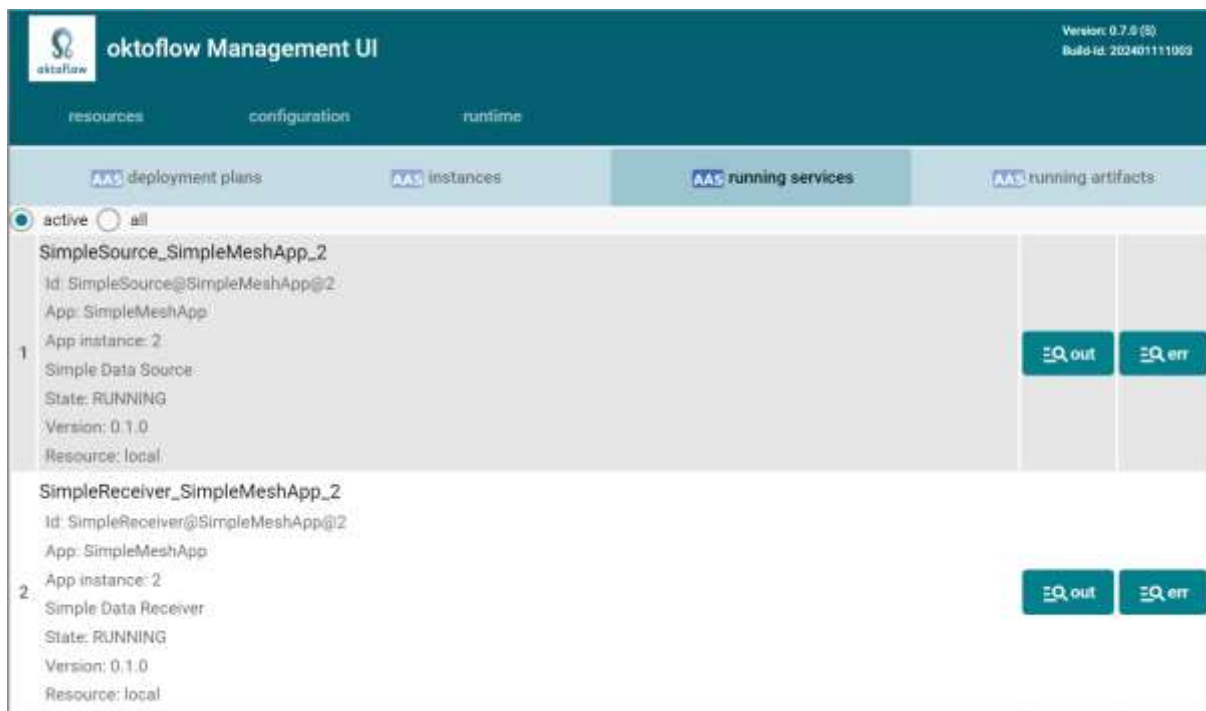 oktoflow
oktoflow Management UI
Version: 0.7.0 (S)
Build-Id: 202401111003
resources configuration runtime
AAS deployment plans AAS instances AAS running services AAS running artifacts
active all
SimpleSource_SimpleMeshApp_2
Id: SimpleSource@SimpleMeshApp@2
App: SimpleMeshApp
App instance: 2
1
Simple Data Source
State: RUNNING
Version: 0.1.0
Resource: local
out err
SimpleReceiver_SimpleMeshApp_2
Id: SimpleReceiver@SimpleMeshApp@2
App: SimpleMeshApp
App instance: 2
2
Simple Data Receiver
State: RUNNING
Version: 0.1.0
Resource: local
out err